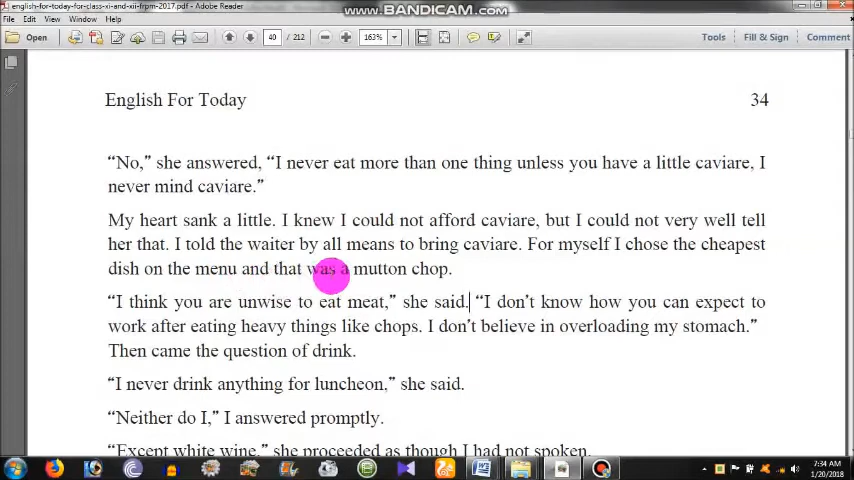 english-for-today-for-class-xi-and-xii-frpm-2017.pdf - Adobe Reader
www.BANDICAM.com
File Edit View Window Help
Open 40 / 212 163% Tools Fill & Sign Comment
English For Today 34
“No,” she answered, “I never eat more than one thing unless you have a little caviare, I
never mind caviare.”
My heart sank a little. I knew I could not afford caviare, but I could not very well tell
her that. I told the waiter by all means to bring caviare. For myself I chose the cheapest
dish on the menu and that was a mutton chop.
“I think you are unwise to eat meat,” she said. “I don’t know how you can expect to
work after eating heavy things like chops. I don’t believe in overloading my stomach.”
Then came the question of drink.
“I never drink anything for luncheon,” she said.
“Neither do I,” I answered promptly.
“Except white wine,” she proceeded as though I had not spoken.
7:34 AM
1/20/2018